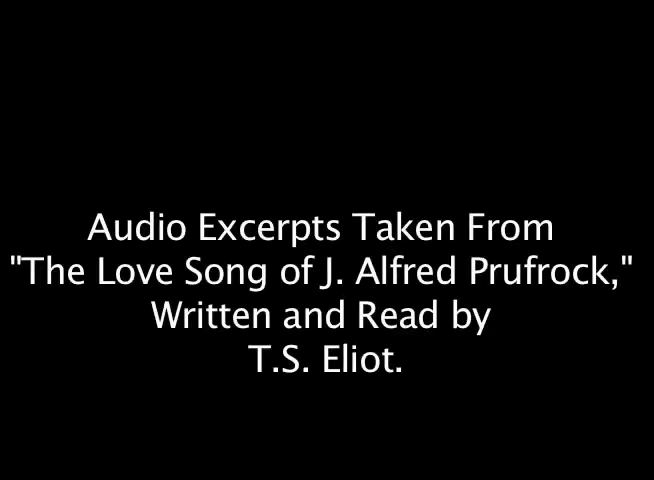 Audio Excerpts Taken From
"The Love Song of J. Alfred Prufrock,"
Written and Read by
T.S. Eliot.